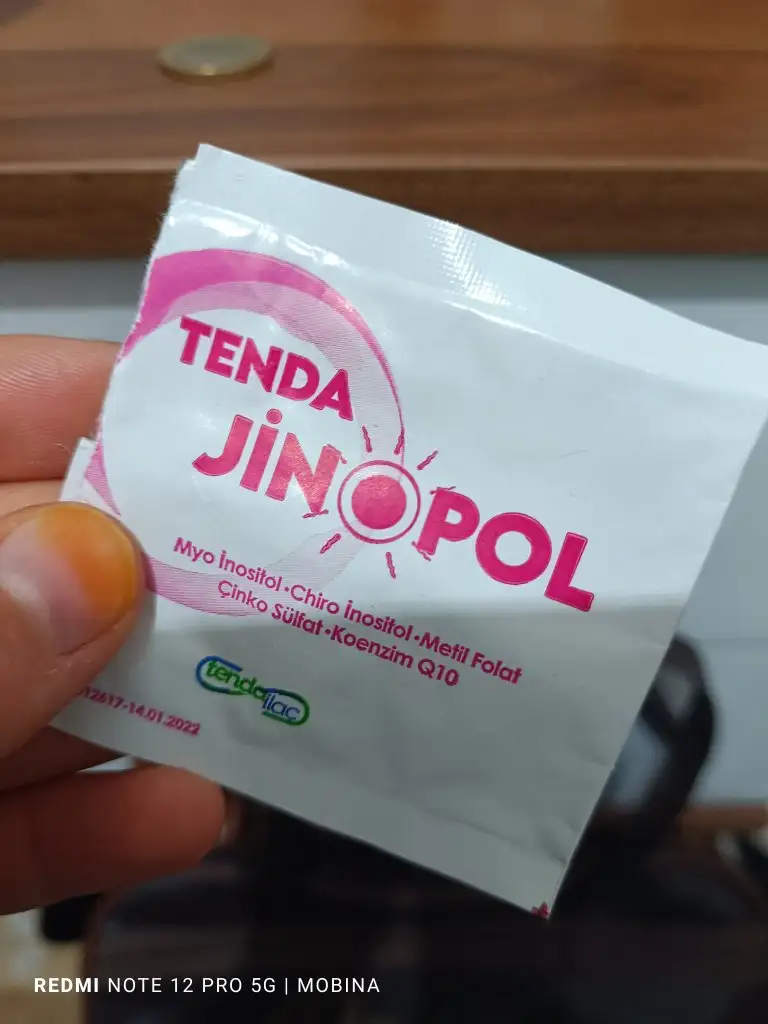 TENDA
JİNOPOL
Myo İnositol•Chiro İnositol•Metil Folat
Çinko Sülfat•Koenzim Q10
tenda
ilaç
12617-14.01.2022
REDMI NOTE 12 PRO 5G | MOBINA